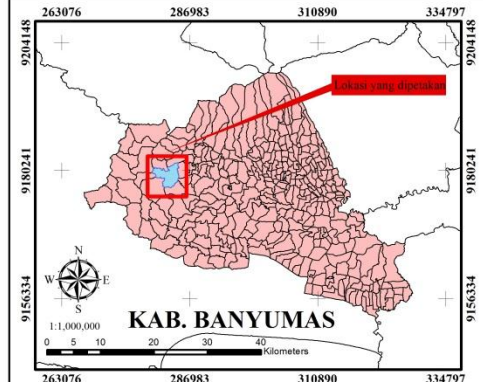 263076 286983 310890 334797
9204148 9204148
Lokasi yang dipetakan
9180241 9180241
N
W E
S
9156334 9156334
1:1,000,000
KAB. BANYUMAS
0 5 10 20 30 40
Kilometers
263076 286983 310890 334797